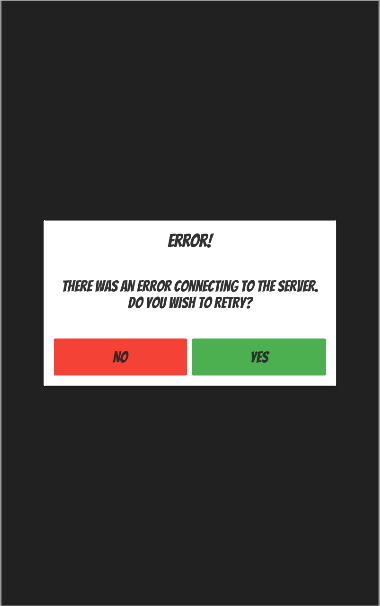 ERROR!
THERE WAS AN ERROR CONNECTING TO THE SERVER.
DO YOU WISH TO RETRY?
NO
YES